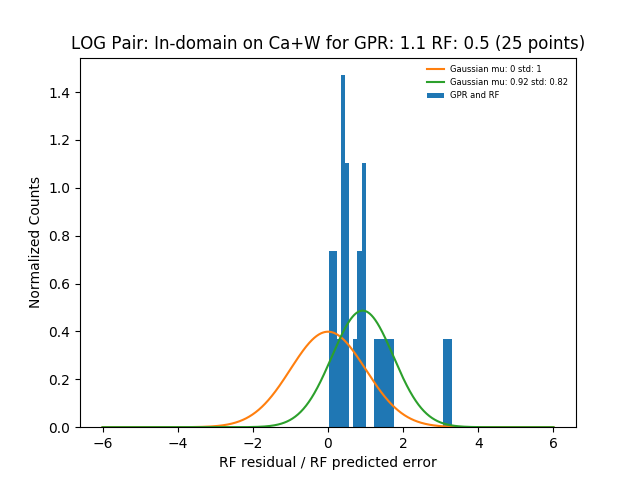 LOG Pair: In-domain on Ca+W for GPR: 1.1 RF: 0.5 (25 points)
Gaussian mu: 0 std: 1
Gaussian mu: 0.92 std: 0.82
GPR and RF
Normalized Counts
1.4
1.2
1.0
0.8
0.6
0.4
0.2
0.0
−6 −4 −2 0 2 4 6
RF residual / RF predicted error